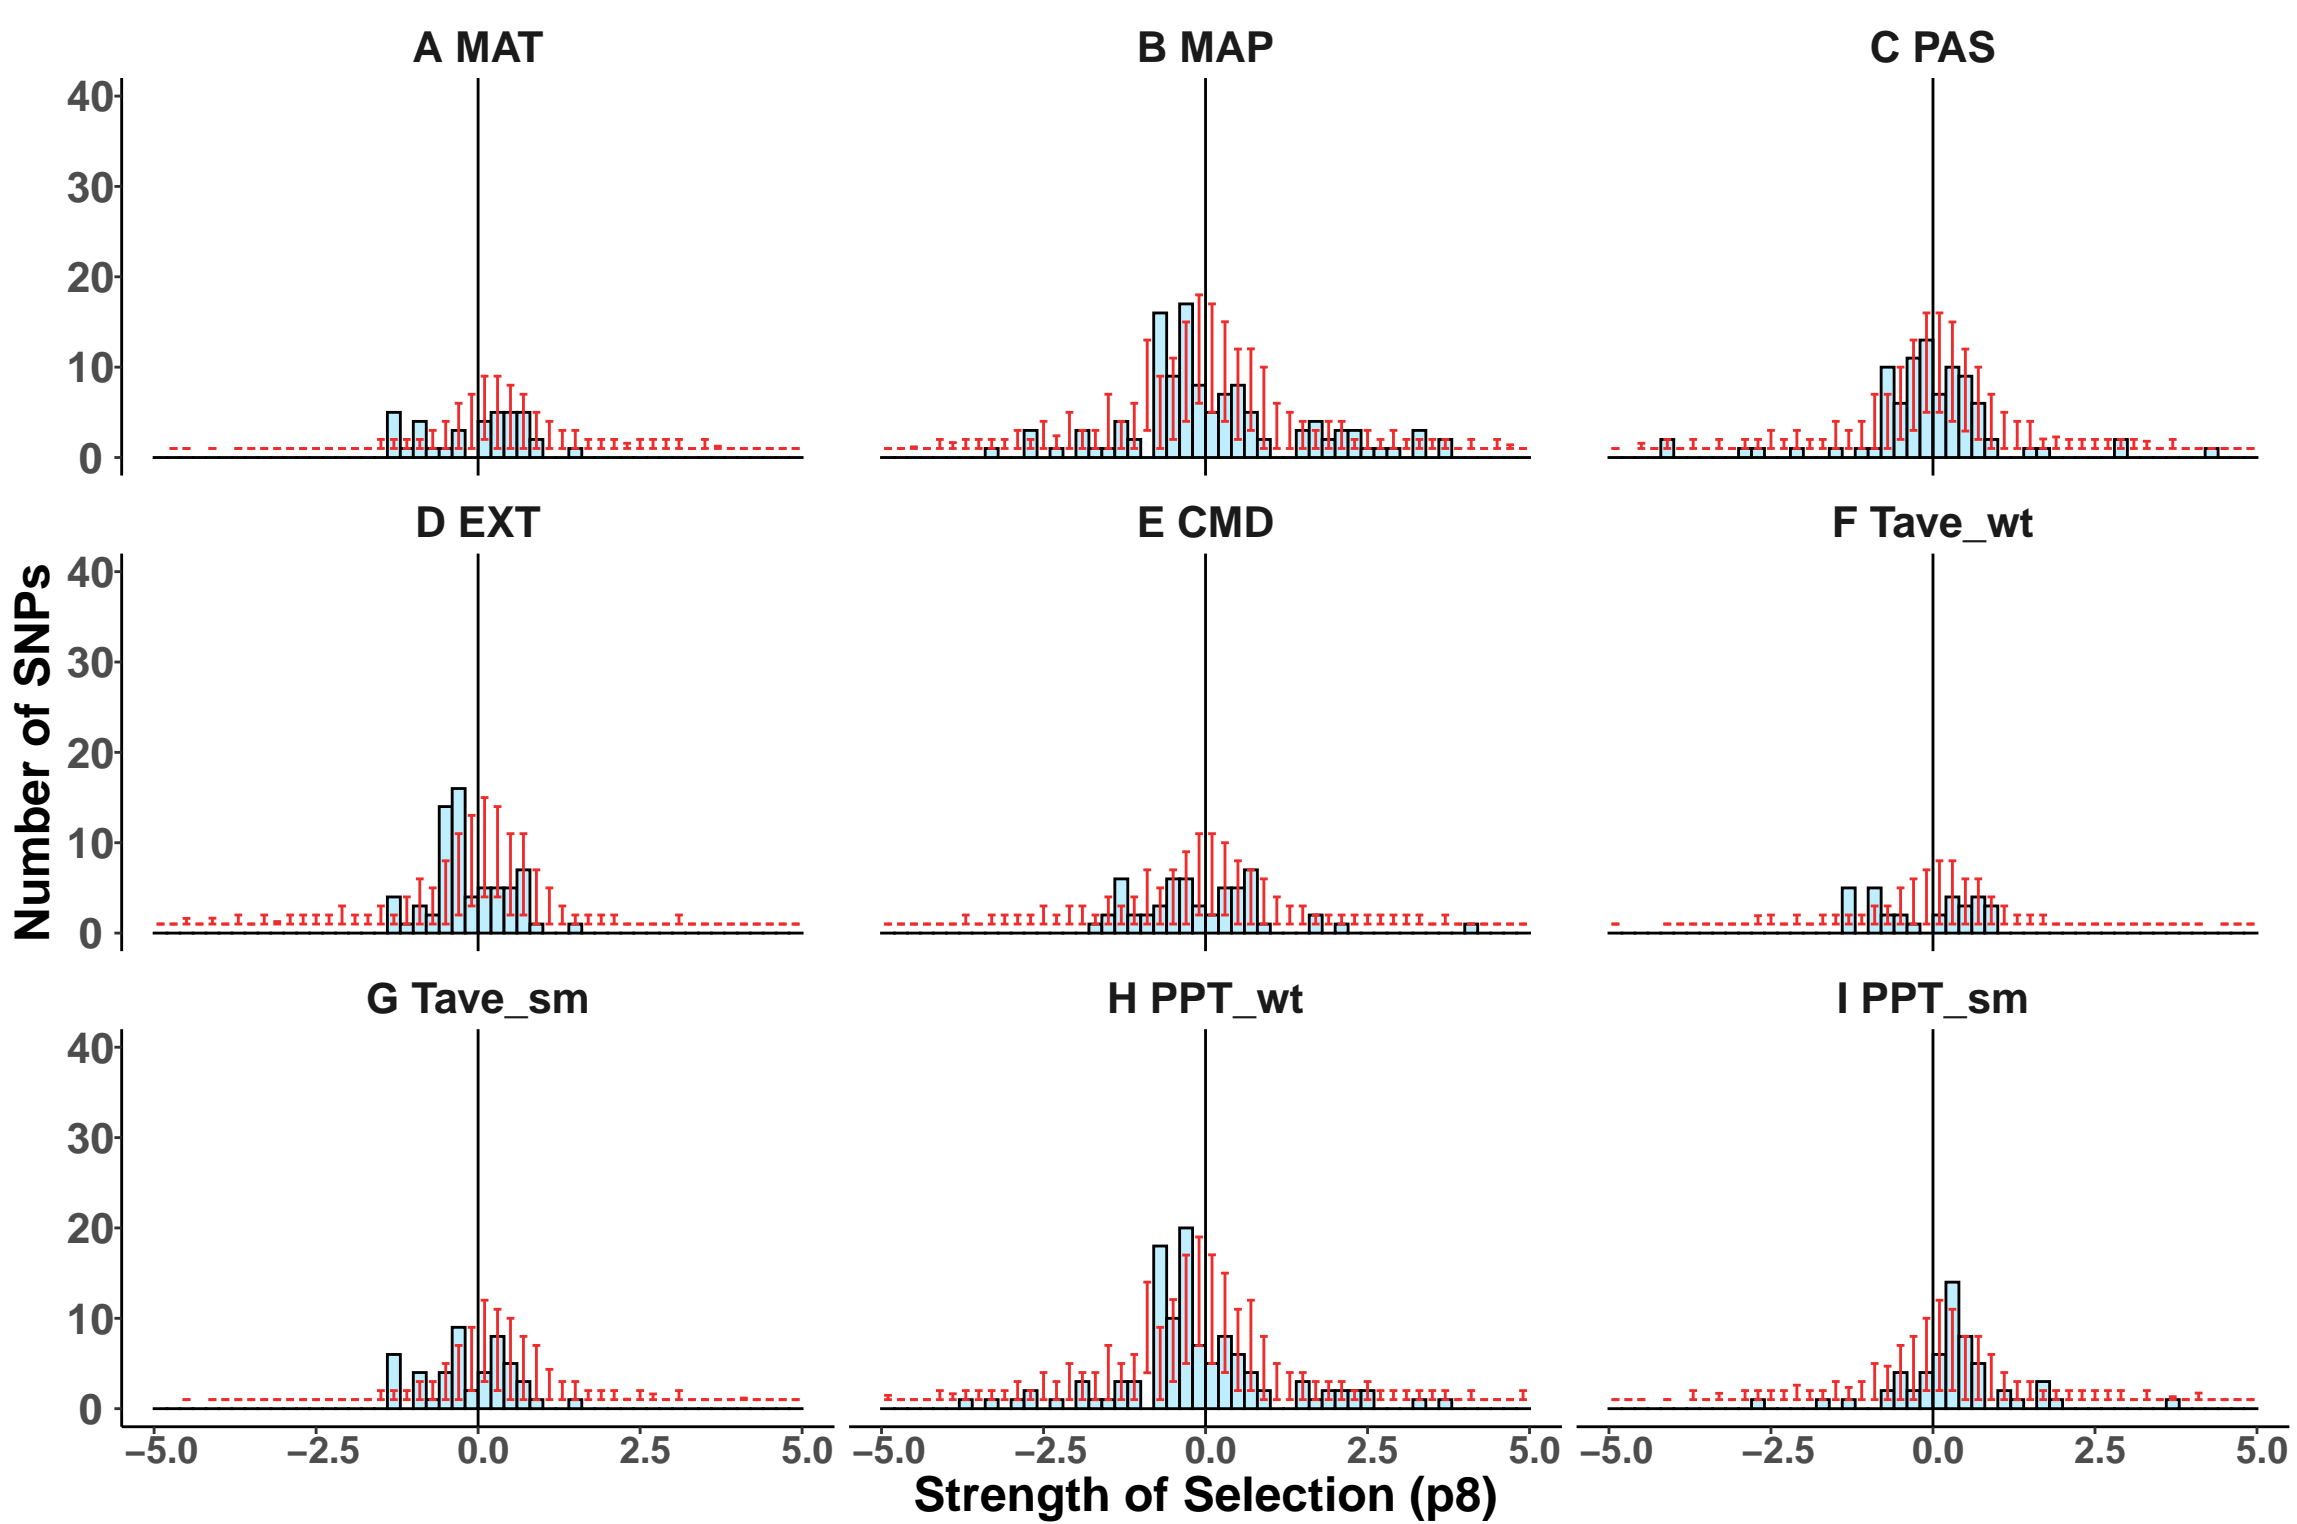 A MAT B MAP C PAS
40
30
20
10
0
D EXT E CMD F Tave_wt
Number of SNPs
40
30
20
10
0
G Tave_sm H PPT_wt I PPT_sm
40
30
20
10
0
−5.0 −2.5 0.0 2.5 5.0 −5.0 −2.5 0.0 2.5 5.0 −5.0 −2.5 0.0 2.5 5.0
Strength of Selection (p8)